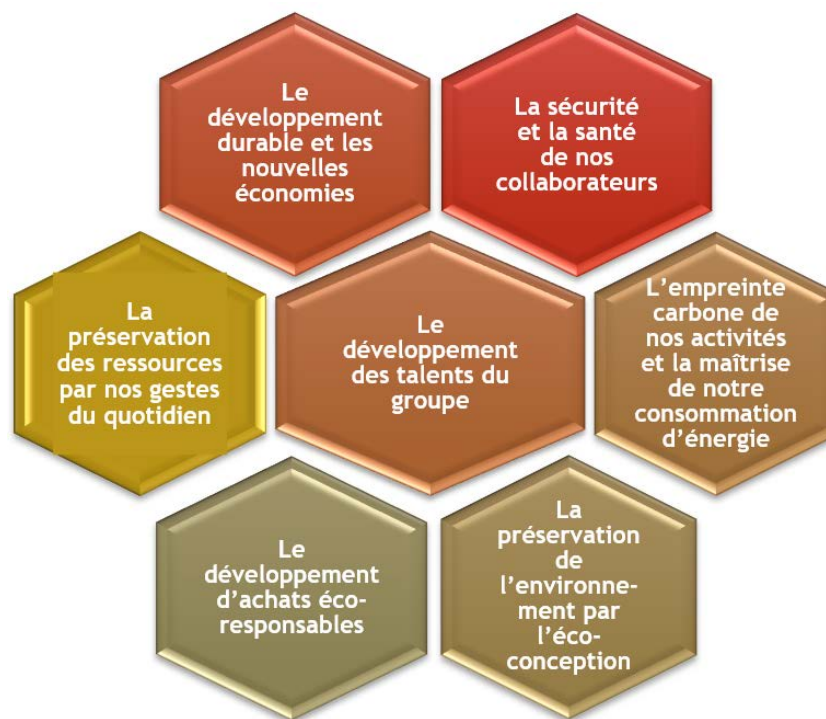 Le
développement
durable et les
nouvelles
économies
La sécurité
et la santé
de nos
collaborateurs
La
préservation
des ressources
par nos gestes
du quotidien
Le
développement
des talents du
groupe
L'empreinte
carbone de
nos activités
et la maîtrise
de notre
consommation
d'énergie
Le
développement
d'achats éco-
responsables
La
préservation
de
l'environne-
ment par
l'éco-
conception